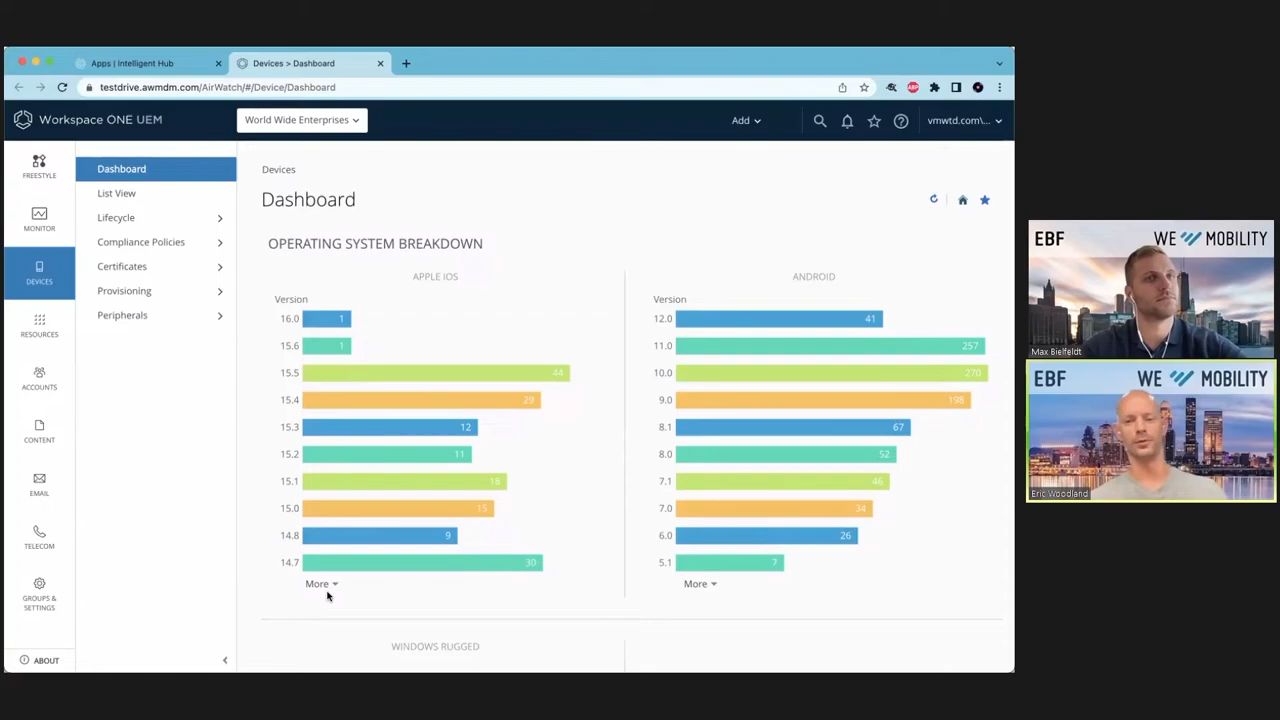 Apps | Intelligent Hub
Devices > Dashboard
testdrive.awmdm.com/AirWatch/#/Device/Dashboard
ABP
Workspace ONE UEM
World Wide Enterprises
Add
vmwtd.com\...
FREESTYLE
MONITOR
DEVICES
RESOURCES
ACCOUNTS
CONTENT
EMAIL
TELECOM
GROUPS &
SETTINGS
ABOUT
Dashboard
List View
Lifecycle
Compliance Policies
Certificates
Provisioning
Peripherals
Devices
Dashboard
OPERATING SYSTEM BREAKDOWN
APPLE IOS
Version
16.0 1
15.6 1
15.5 44
15.4 29
15.3 12
15.2 11
15.1 18
15.0 15
14.8 9
14.7 30
More
ANDROID
Version
12.0 41
11.0 257
10.0 270
9.0 198
8.1 67
8.0 52
7.1 46
7.0 34
6.0 26
5.1 7
More
WINDOWS RUGGED
EBF WE MOBILITY
Max Bielfeldt
EBF WE MOBILITY
Eric Woodland